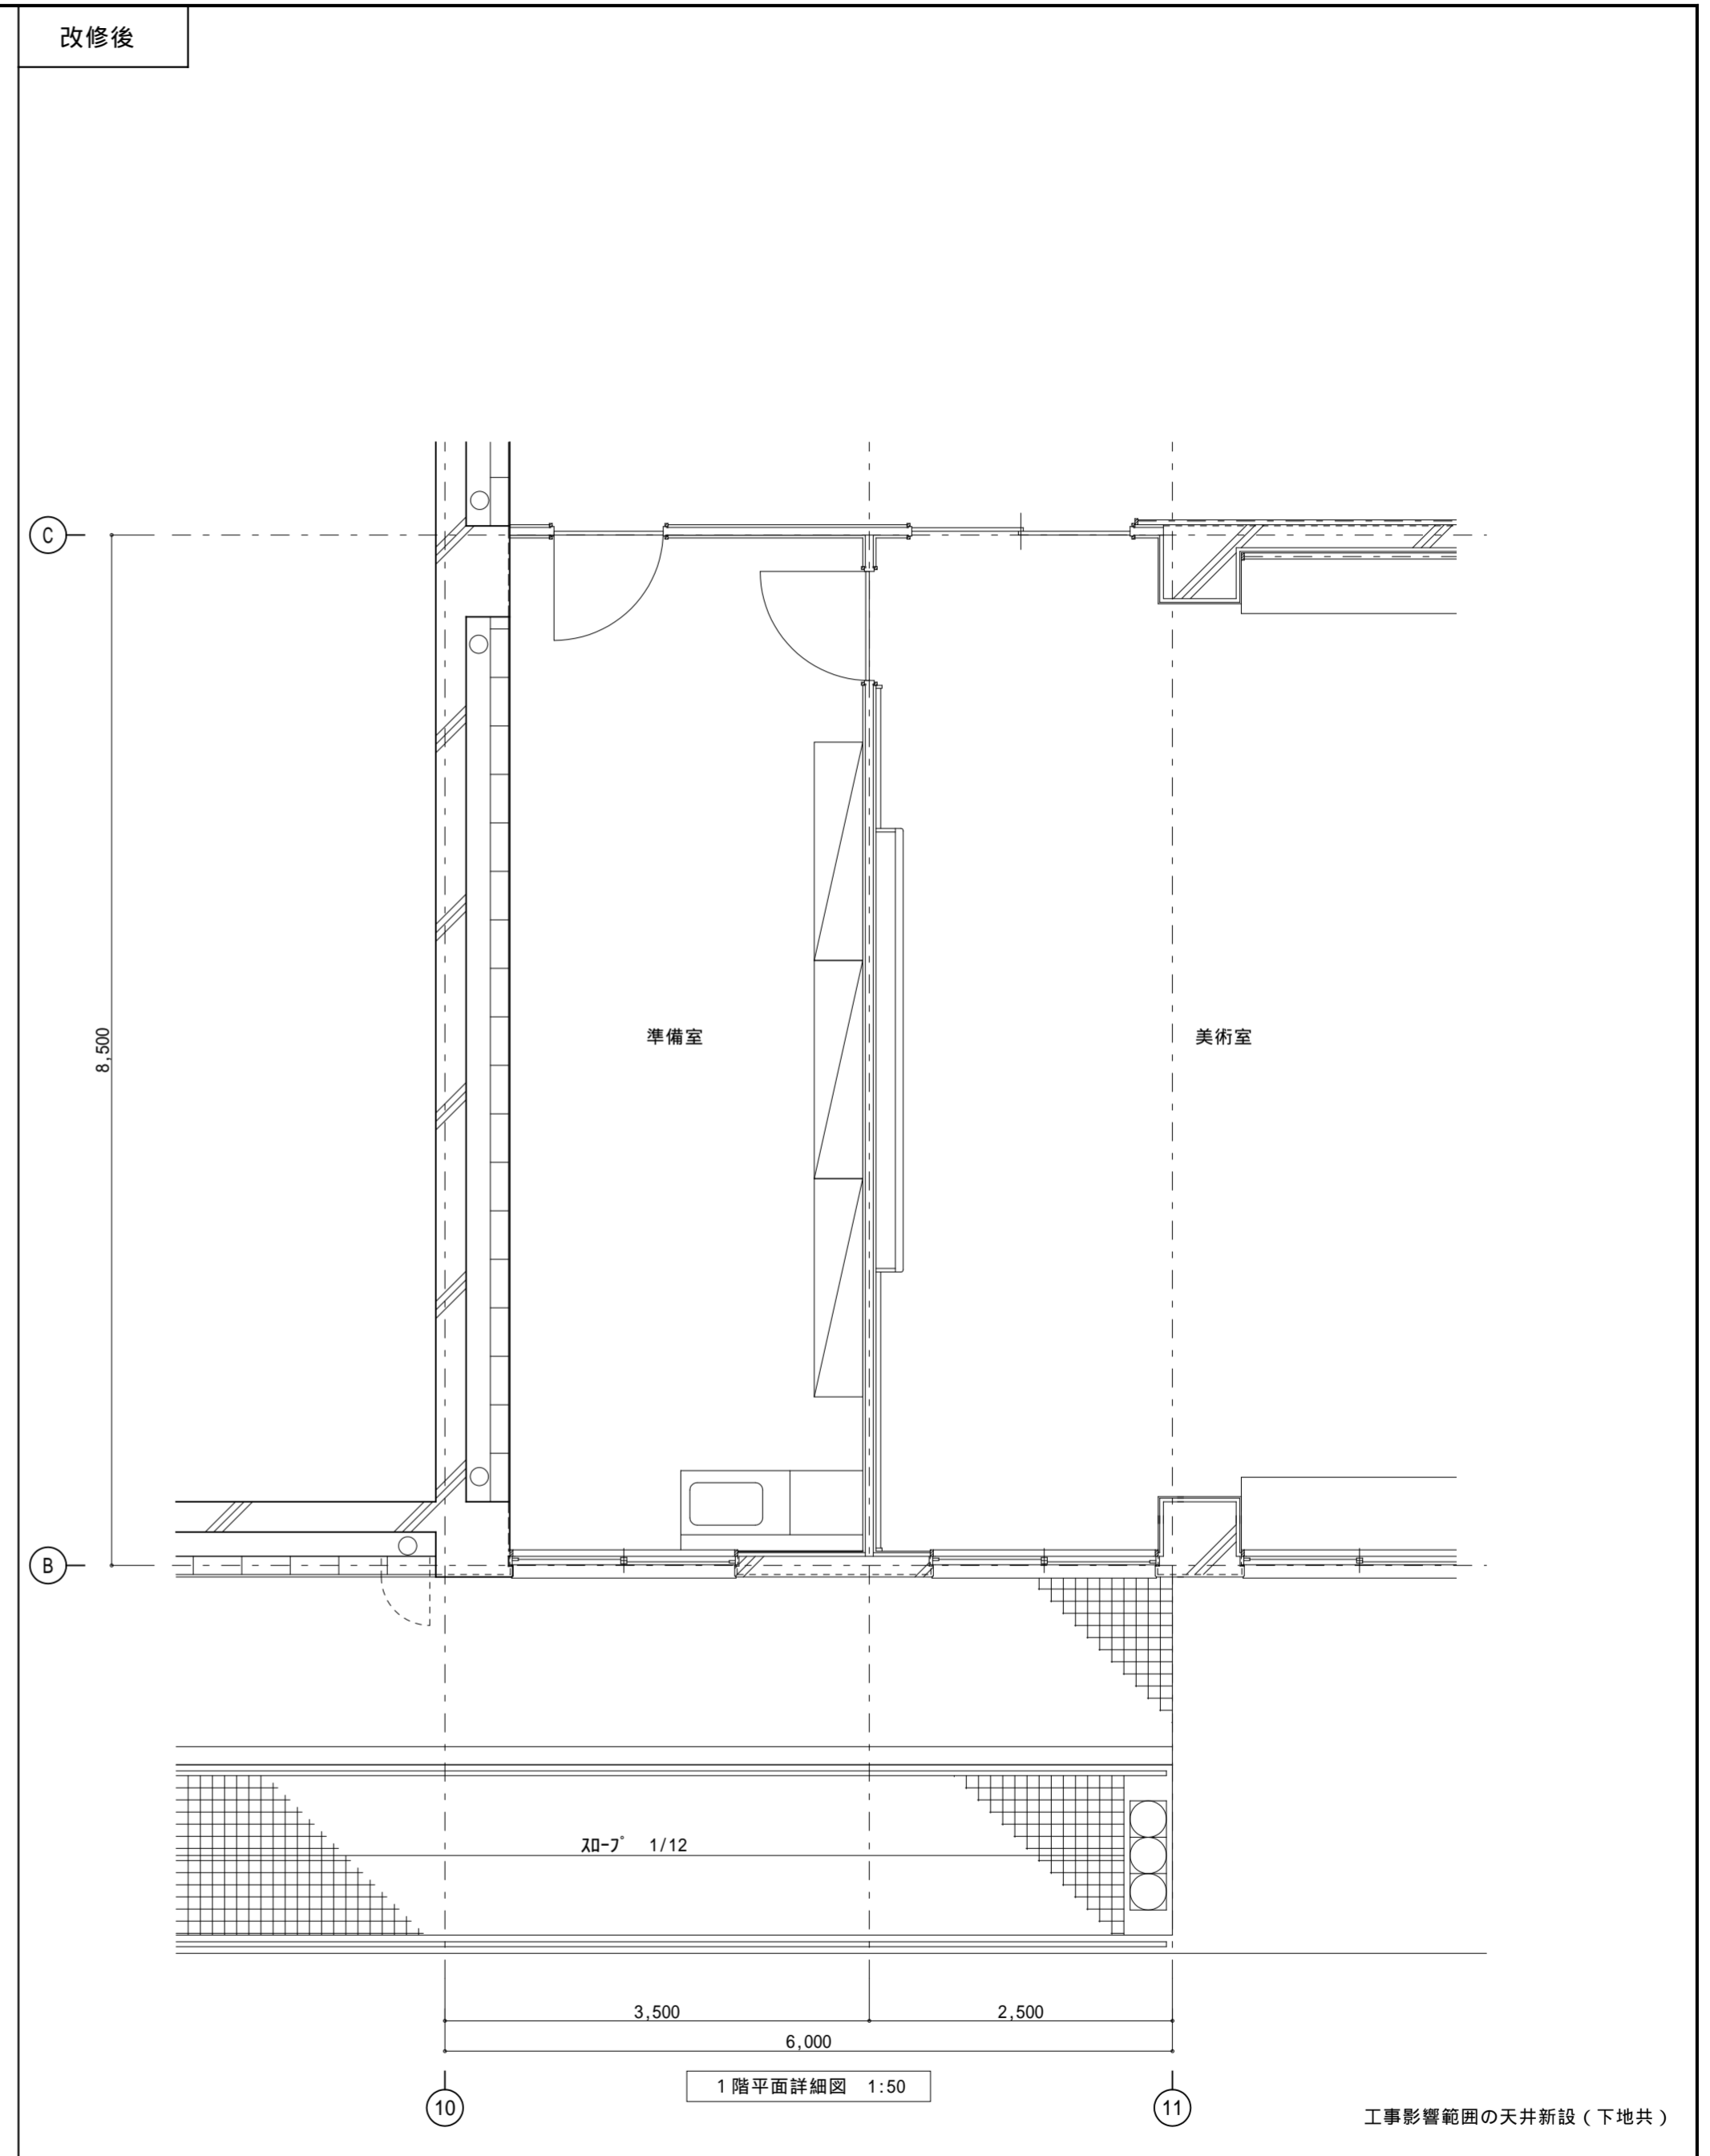 改修後
C
8,500
準備室
美術室
B
ｽﾛｰﾌﾟ 1/12
3,500
2,500
6,000
1階平面詳細図 1:50
10
11
工事影響範囲の天井新設（下地共）